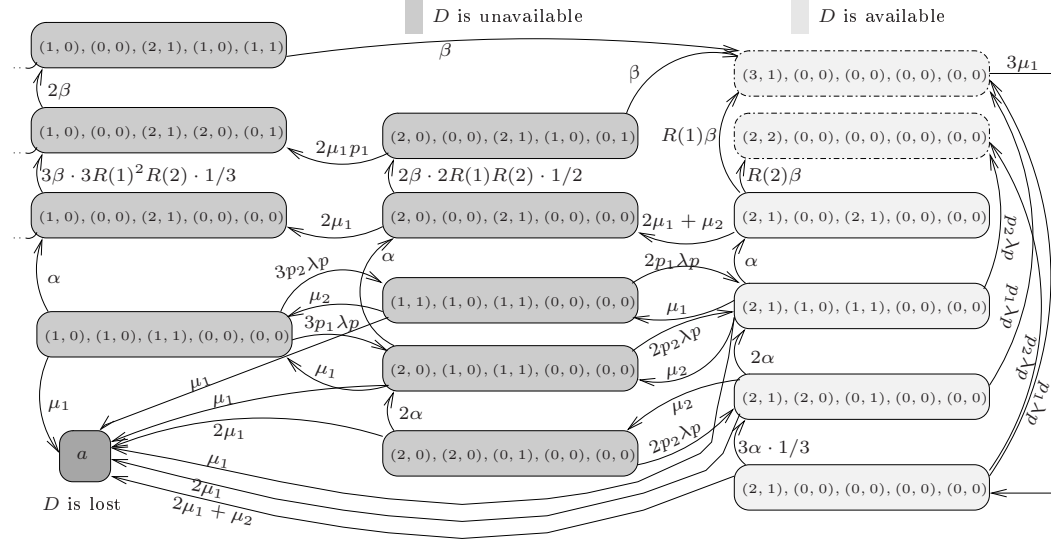 D is unavailable
D is available
(1, 0), (0, 0), (2, 1), (1, 0), (1, 1)
β
β
(3, 1), (0, 0), (0, 0), (0, 0), (0, 0)
3μ₁
2β
(1, 0), (0, 0), (2, 1), (2, 0), (0, 1)
(2, 0), (0, 0), (2, 1), (1, 0), (0, 1)
R(1)β
(2, 2), (0, 0), (0, 0), (0, 0), (0, 0)
2μ₁p₁
3β · 3R(1)²R(2) · 1/3
2β · 2R(1)R(2) · 1/2
R(2)β
(1, 0), (0, 0), (2, 1), (0, 0), (0, 0)
2μ₁
(2, 0), (0, 0), (2, 1), (0, 0), (0, 0)
2μ₁ + μ₂
(2, 1), (0, 0), (2, 1), (0, 0), (0, 0)
p₂λp
α
3p₂λp
α
2p₁λp
α
(1, 1), (1, 0), (1, 1), (0, 0), (0, 0)
μ₂
μ₁
(2, 1), (1, 0), (1, 1), (0, 0), (0, 0)
p₁λp
(1, 0), (1, 0), (1, 1), (0, 0), (0, 0)
3p₁λp
2p₂λp
2α
p₂λp
μ₁
(2, 0), (1, 0), (1, 1), (0, 0), (0, 0)
μ₂
μ₁
μ₁
μ₁
2α
μ₂
(2, 1), (2, 0), (0, 1), (0, 0), (0, 0)
p₁λp
2μ₁
2p₂λp
a
(2, 0), (2, 0), (0, 1), (0, 0), (0, 0)
3α · 1/3
μ₁
2μ₁
(2, 1), (0, 0), (0, 0), (0, 0), (0, 0)
D is lost
2μ₁ + μ₂